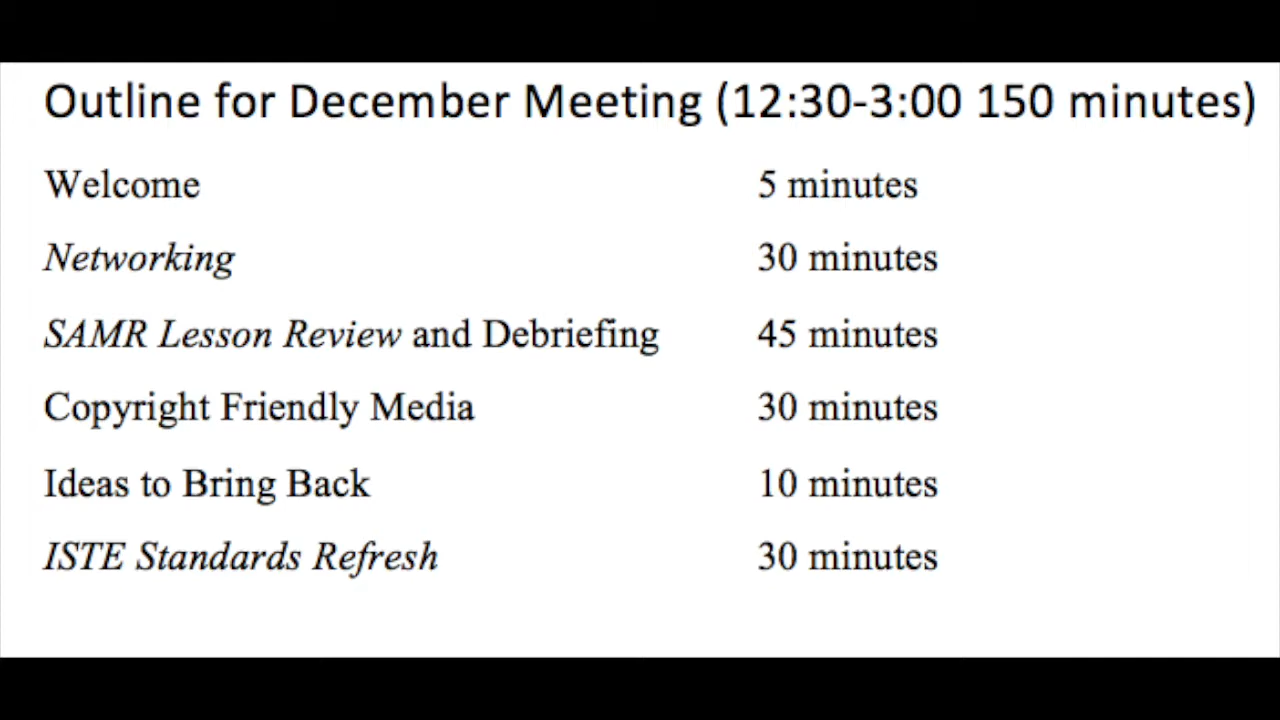 Outline for December Meeting (12:30-3:00 150 minutes)
Welcome 5 minutes
Networking 30 minutes
SAMR Lesson Review and Debriefing 45 minutes
Copyright Friendly Media 30 minutes
Ideas to Bring Back 10 minutes
ISTE Standards Refresh 30 minutes